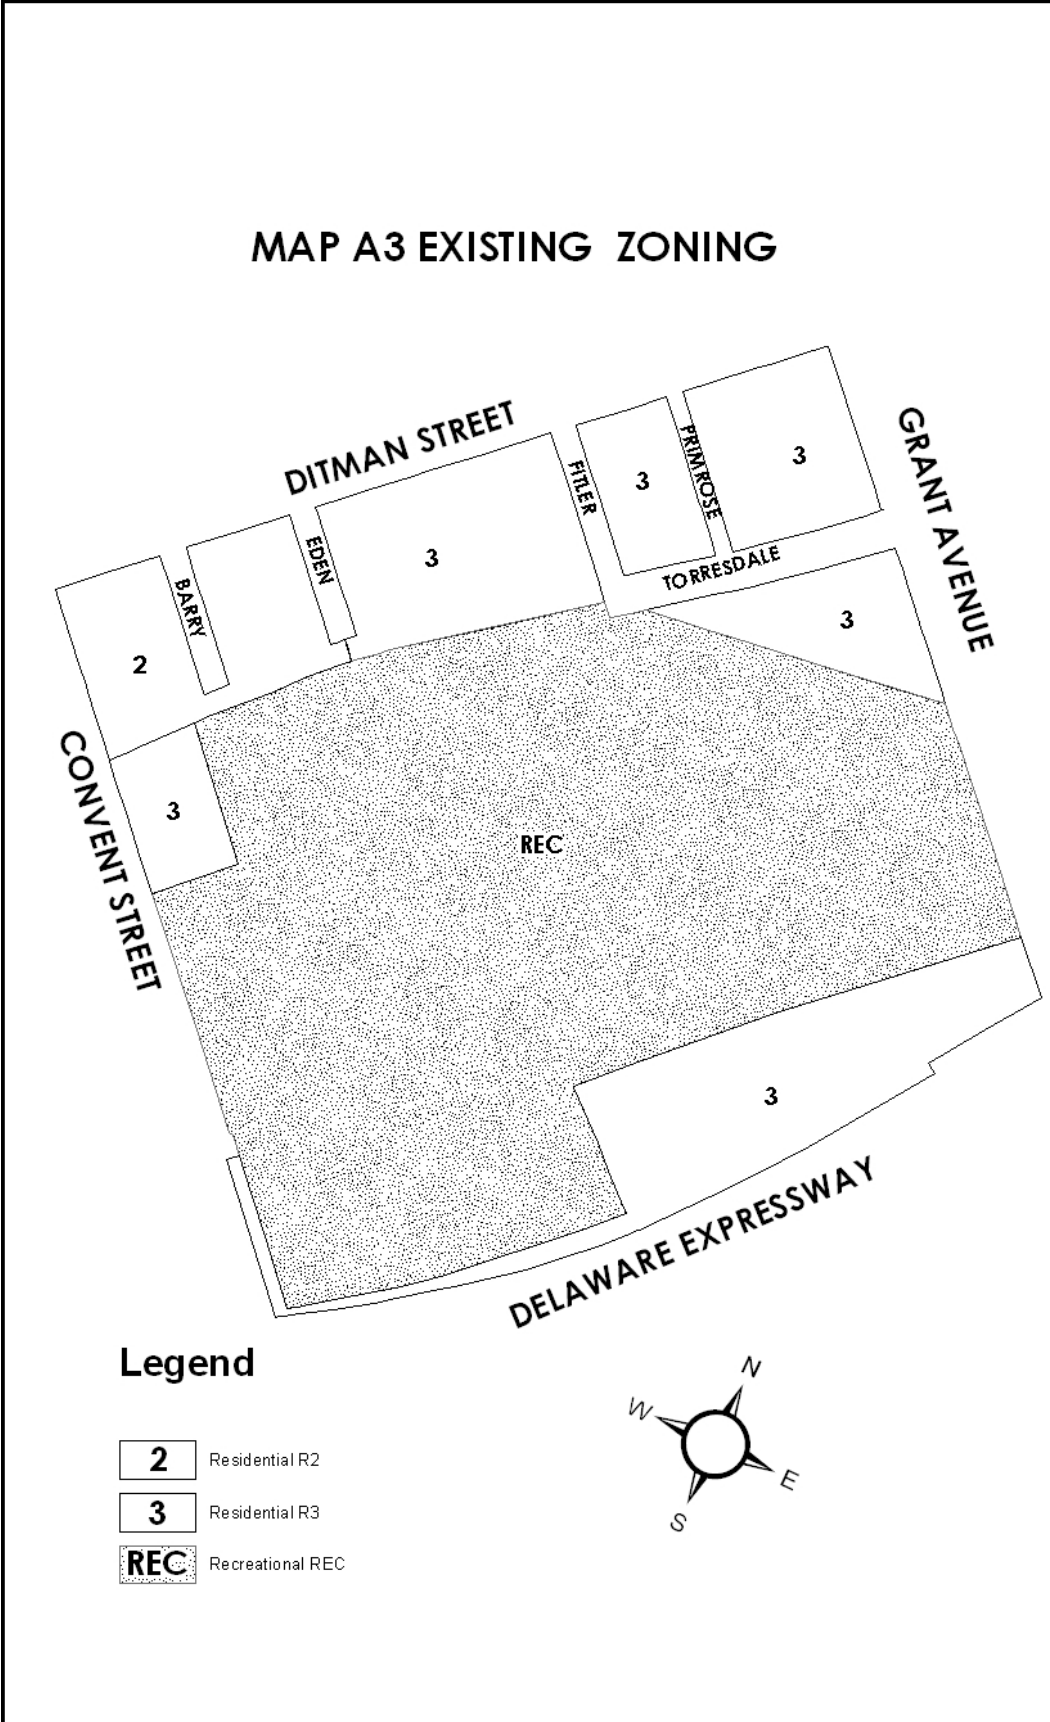 MAP A3 EXISTING ZONING
DITMAN STREET
GRANT AVENUE
FITLER
PRIMROSE
3
3
EDEN
3
BARRY
TORRESDALE
2
3
CONVENT STREET
3
REC
3
DELAWARE EXPRESSWAY
Legend
2 Residential R2
3 Residential R3
REC Recreational REC
N
W
E
S